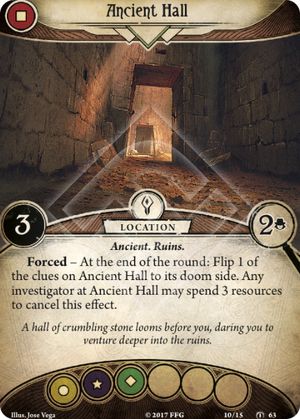 Ancient Hall
3
LOCATION
2
Ancient. Ruins.
Forced – At the end of the round: Flip 1
of the clues on Ancient Hall to its doom side. Any
investigator at Ancient Hall may spend 3 resources
to cancel this effect.
A hall of crumbling stone looms before you, daring you to
venture deeper into the ruins.
Illus. Jose Vega
© 2017 FFG
10/15
63